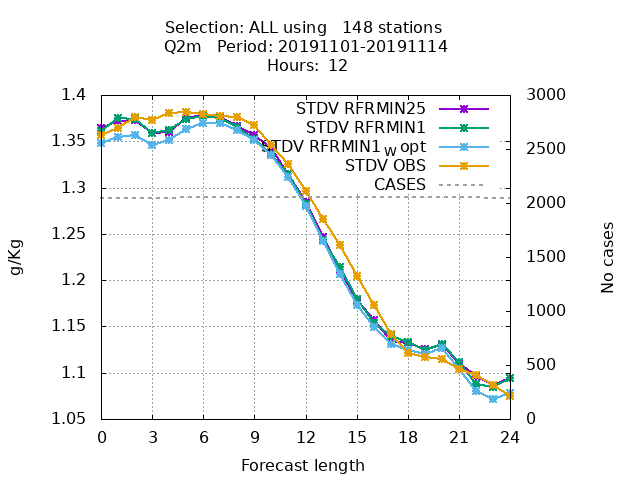 Selection: ALL using 148 stations
Q2m Period: 20191101-20191114
Hours: 12
1.4
1.35
1.3
1.25
1.2
1.15
1.1
1.05
3000
2500
2000
1500
1000
500
0
STDV RFRMIN25
STDV RFRMIN1
TDV RFRMIN1w opt
STDV OBS
CASES
g/Kg
No cases
0 3 6 9 12 15 18 21 24
Forecast length